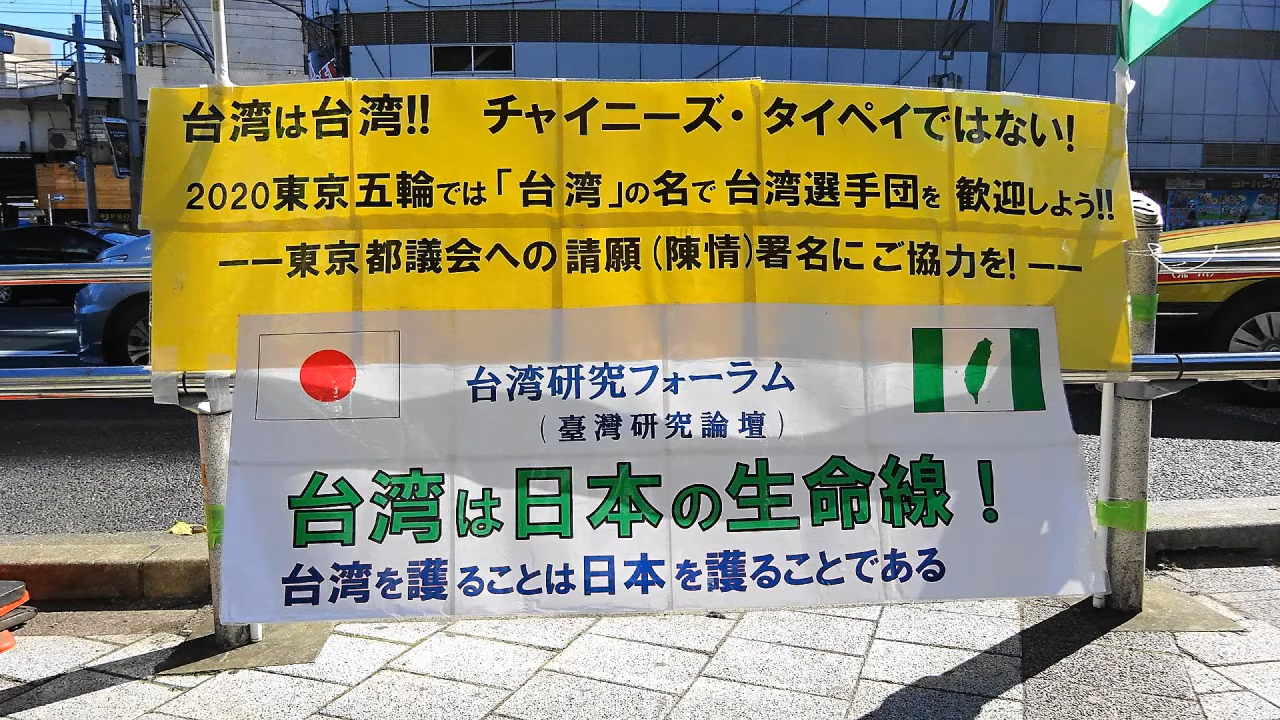 台湾は台湾!! チャイニーズ・タイペイではない!
2020東京五輪では「台湾」の名で台湾選手団を 歓迎しよう!!
ーー東京都議会への請願(陳情)署名にご協力を!ーー
台湾研究フォーラム
(臺灣研究論壇)
台湾は日本の生命線!
台湾を護ることは日本を護ることである